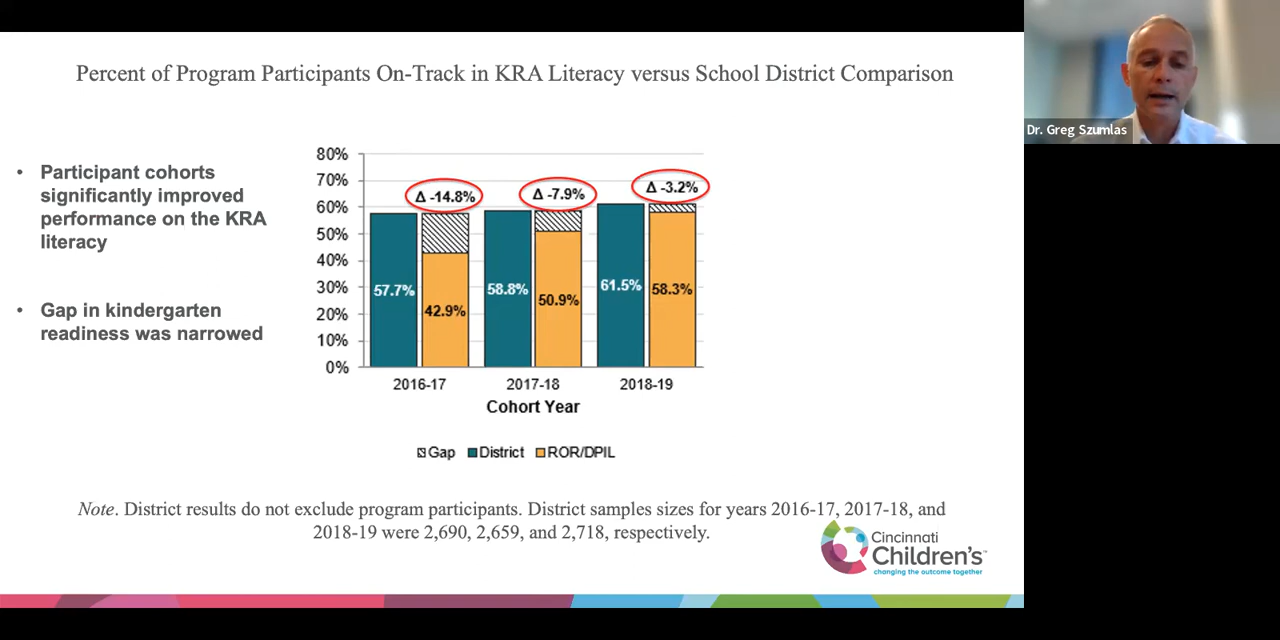 Percent of Program Participants On-Track in KRA Literacy versus School District Comparison
Dr. Greg Szumlas
• Participant cohorts
significantly improved
performance on the KRA
literacy
• Gap in kindergarten
readiness was narrowed
80%
70%
60%
50%
40%
30%
20%
10%
0%
Δ -14.8%
Δ -7.9%
Δ -3.2%
57.7%
42.9%
58.8%
50.9%
61.5%
58.3%
2016-17
2017-18
2018-19
Cohort Year
Gap District ROR/DPIL
Note. District results do not exclude program participants. District samples sizes for years 2016-17, 2017-18, and
2018-19 were 2,690, 2,659, and 2,718, respectively.
Cincinnati
Children's™
changing the outcome together